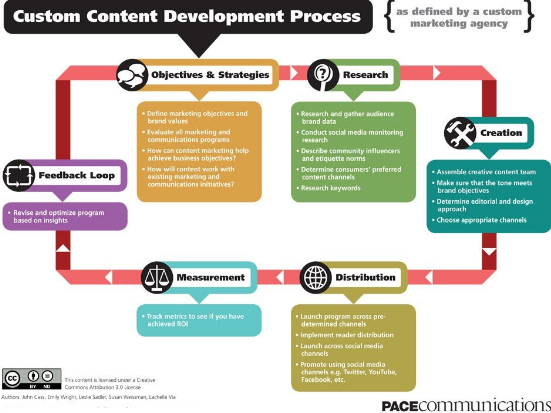 Custom Content Development Process
as defined by a custom
marketing agency
Objectives & Strategies
• Define marketing objectives and
brand values
• Evaluate all marketing and
communications programs
• How can content marketing help
achieve business objectives?
• How will content work with
existing marketing and
communications initiatives?
Research
• Research and gather audience
brand data
• Conduct social media monitoring
research
• Describe community influencers
and etiquette norms
• Determine consumers' preferred
content channels
• Research keywords
Creation
• Assemble creative content team
• Make sure that the tone meets
brand objectives
• Determine editorial and design
approach
• Choose appropriate channels
Distribution
• Launch program across pre-
determined channels
• Implement reader distribution
• Launch across social media
channels
• Promote using social media
channels e.g. Twitter, YouTube,
Facebook, etc.
Measurement
• Track metrics to see if you have
achieved ROI
Feedback Loop
• Revise and optimize program
based on insights
cc BY ND
This content is licensed under a Creative
Commons Attribution 3.0 License
Authors: John Cass, Emily Wright, Leslie Sadler, Susan Weissman, Lachelle Via
PACEcommunications